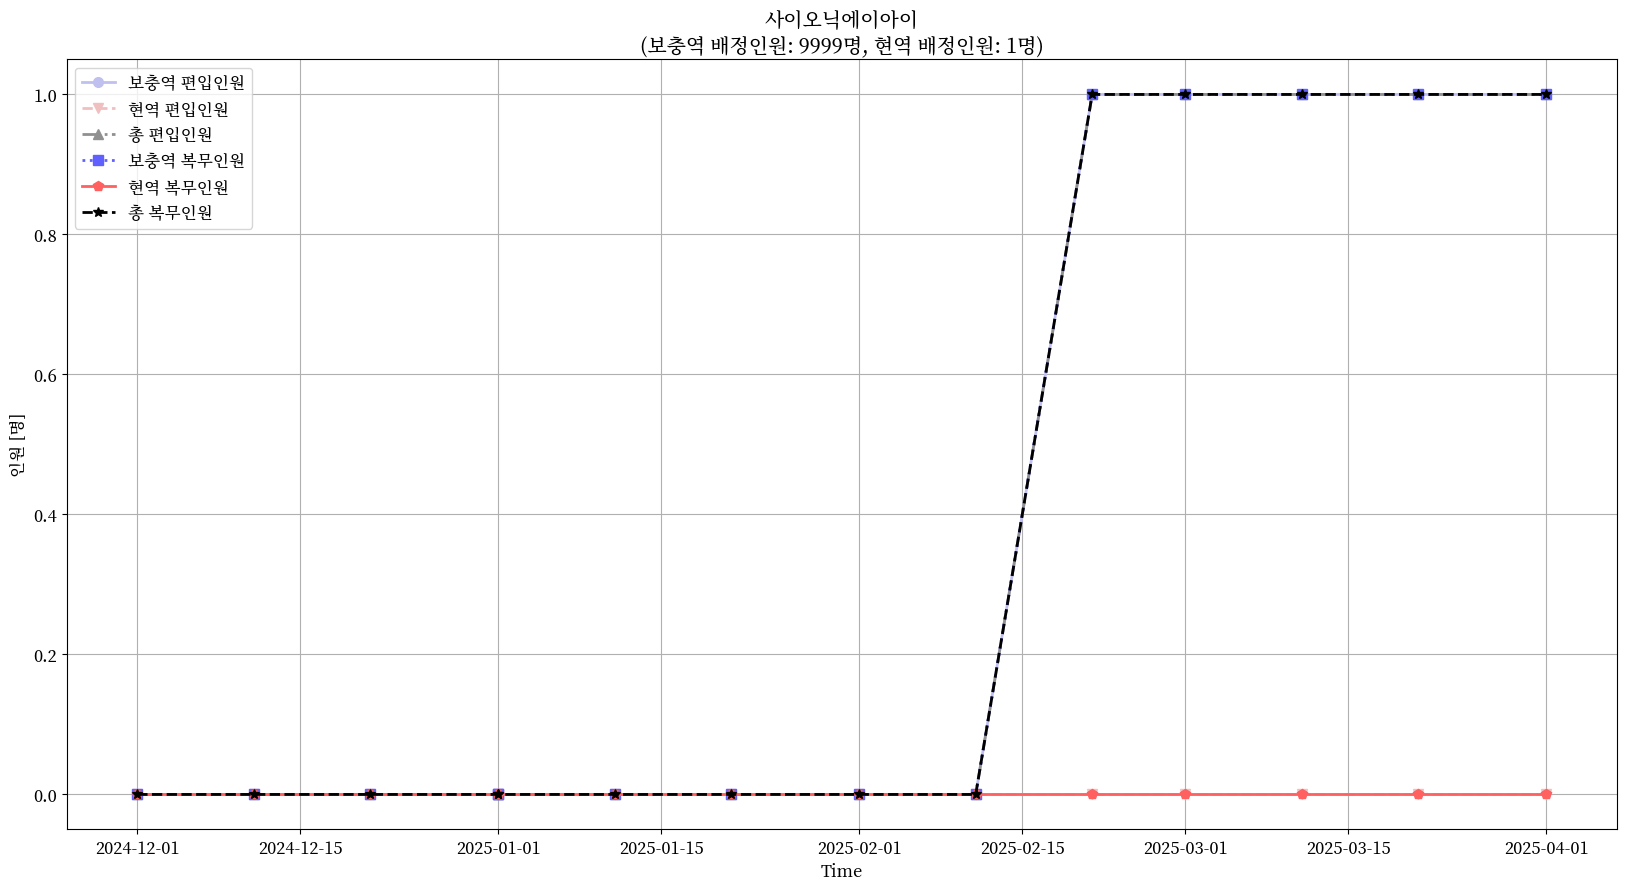 사이오닉에이아이
(보충역 배정인원: 9999명, 현역 배정인원: 1명)
보충역 편입인원
현역 편입인원
총 편입인원
보충역 복무인원
현역 복무인원
총 복무인원
인원 [명]
1.0
0.8
0.6
0.4
0.2
0.0
2024-12-01
2024-12-15
2025-01-01
2025-01-15
2025-02-01
2025-02-15
2025-03-01
2025-03-15
2025-04-01
Time